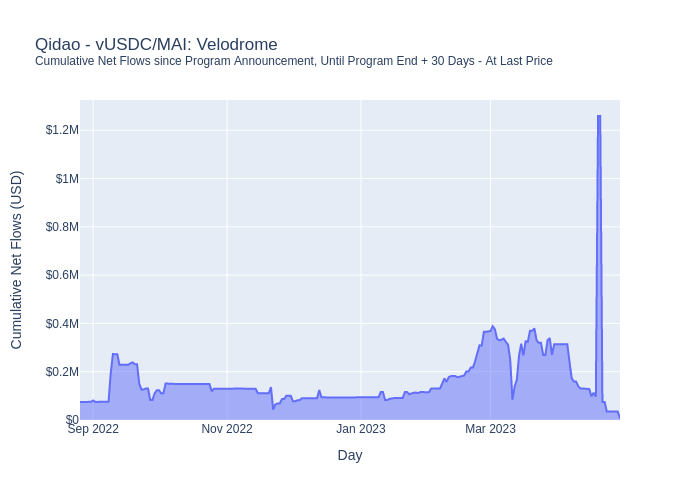 Qidao - vUSDC/MAI: Velodrome
Cumulative Net Flows since Program Announcement, Until Program End + 30 Days - At Last Price
Cumulative Net Flows (USD)
$1.2M
$1M
$0.8M
$0.6M
$0.4M
$0.2M
$0
Sep 2022 Nov 2022 Jan 2023 Mar 2023
Day